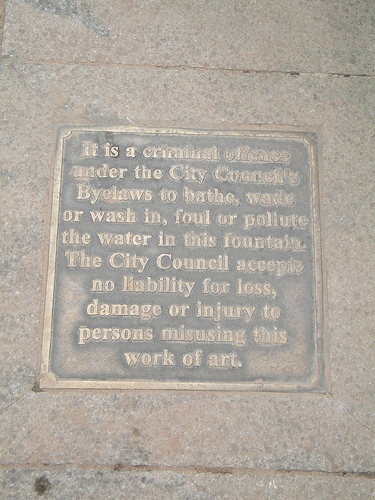 It is a criminal offence
under the City Council's
Byelaws to bathe, wade
or wash in, foul or pollute
the water in this fountain.
The City Council accepts
no liability for loss,
damage or injury to
persons misusing this
work of art.